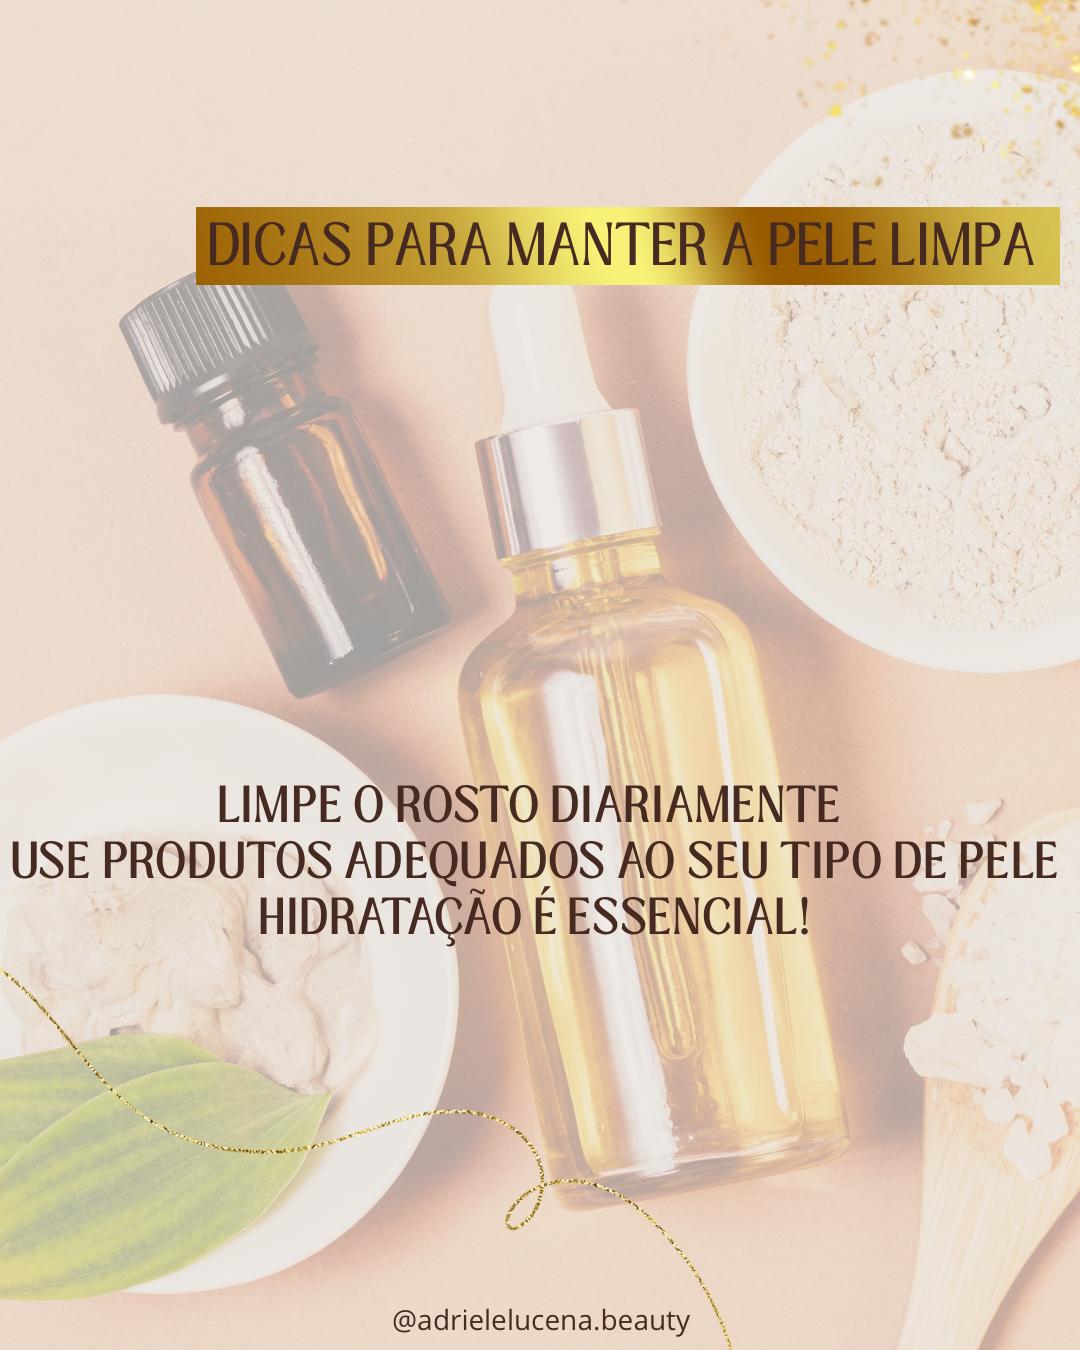 DICAS PARA MANTER A PELE LIMPA
LIMPE O ROSTO DIARIAMENTE
USE PRODUTOS ADEQUADOS AO SEU TIPO DE PELE
HIDRATAÇÃO É ESSENCIAL!
@adrielelucena.beauty